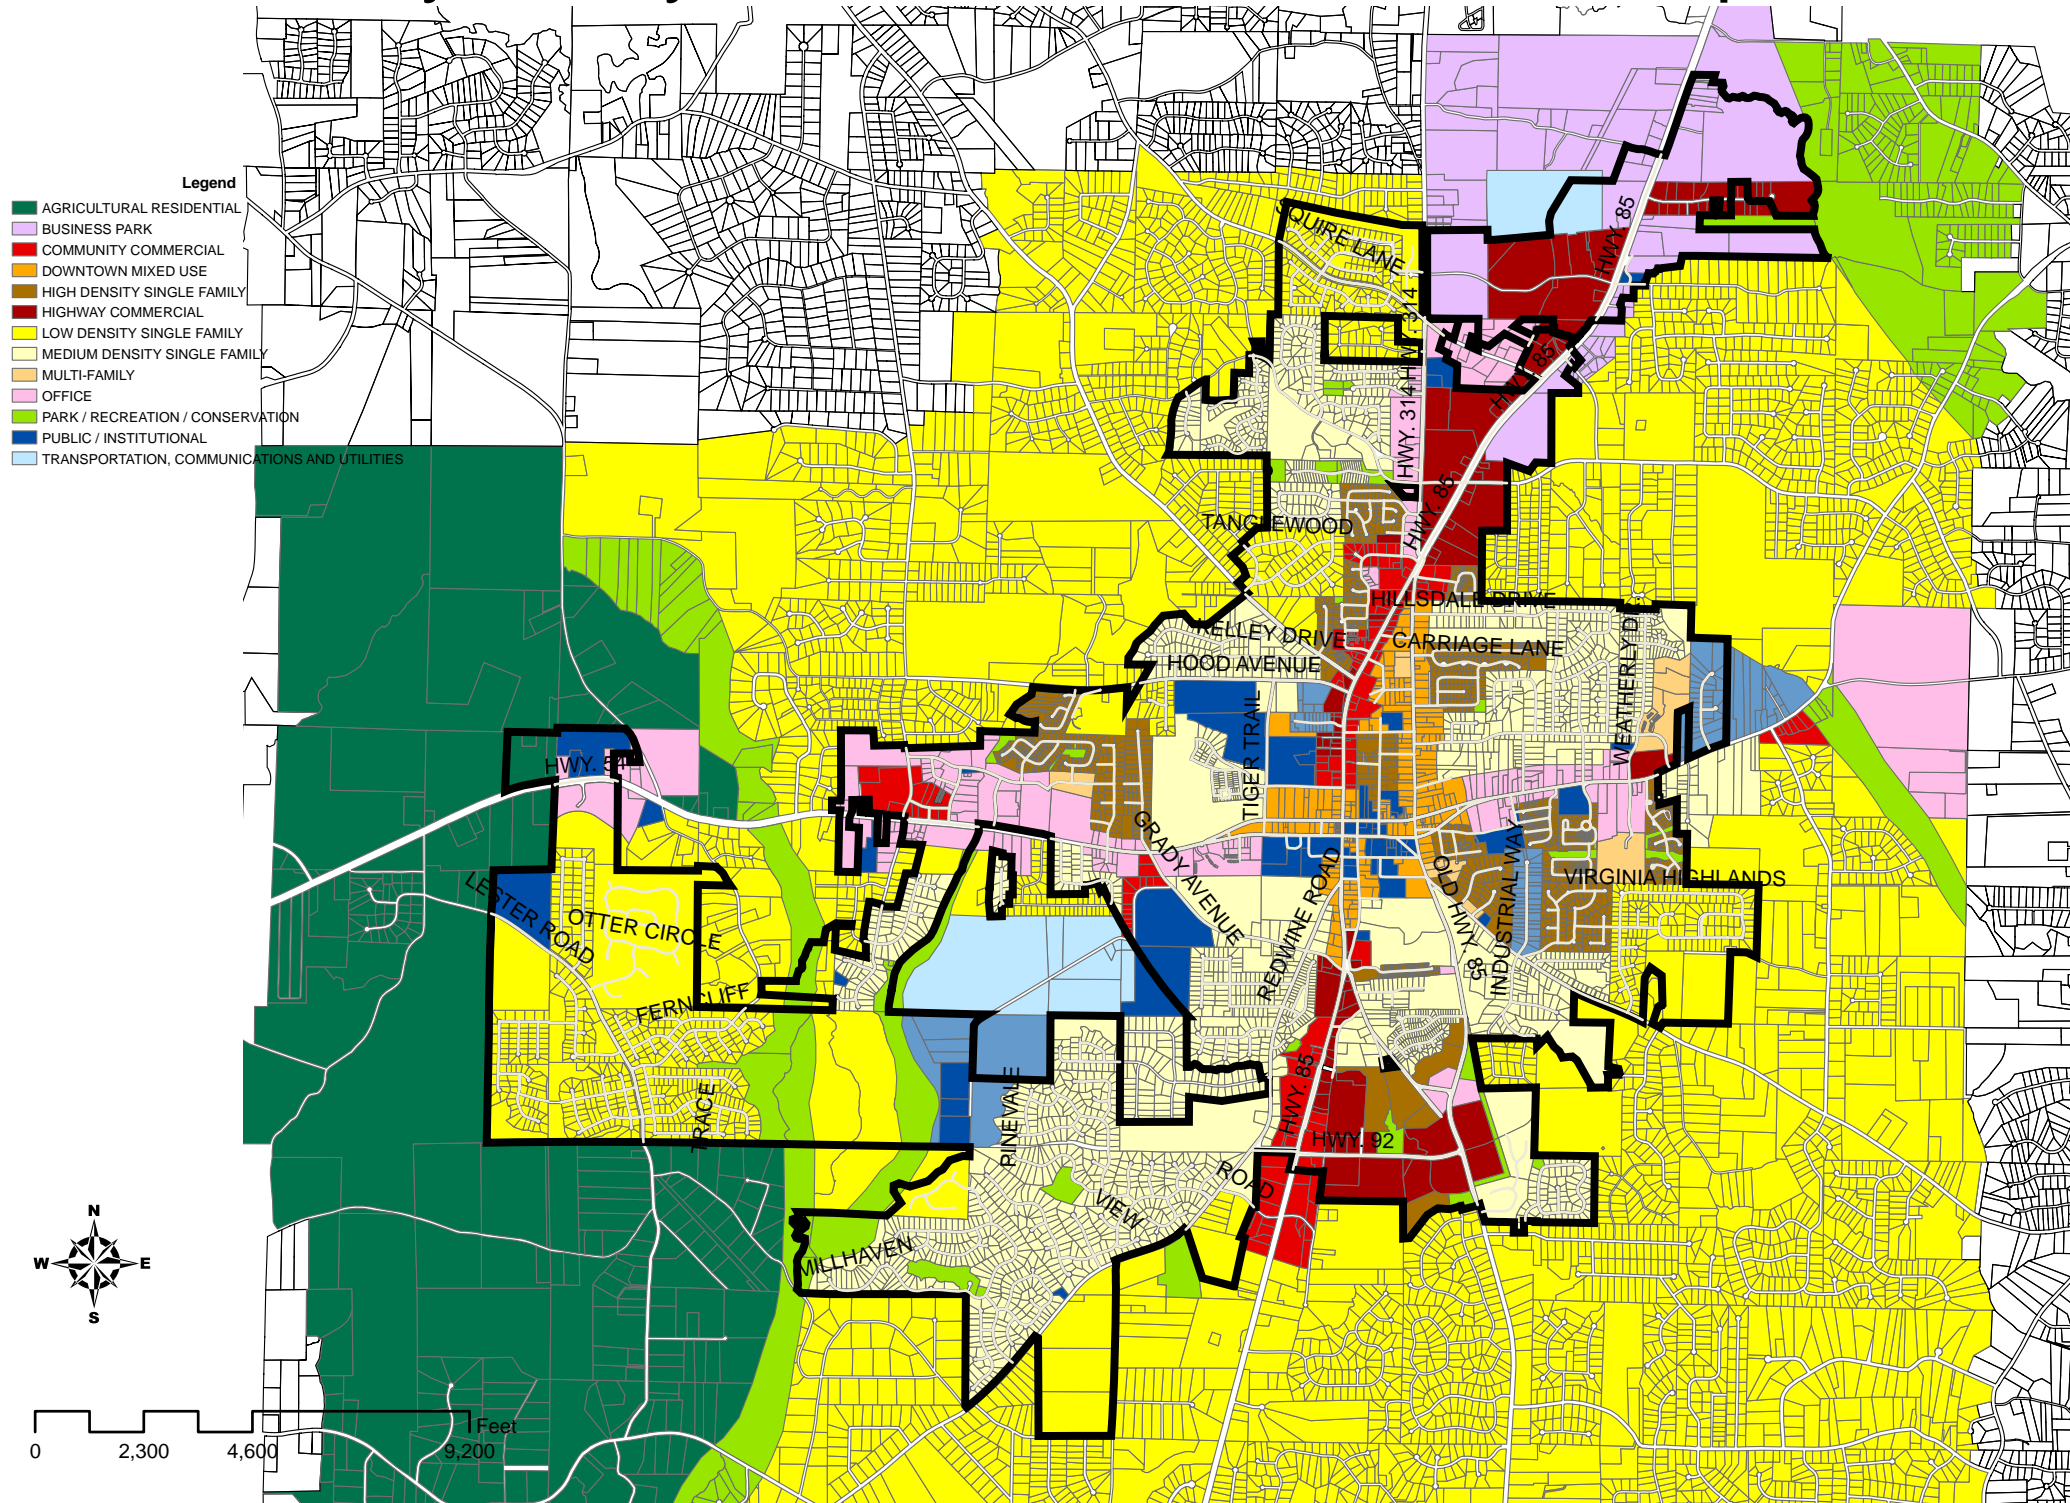 Legend
AGRICULTURAL RESIDENTIAL
BUSINESS PARK
COMMUNITY COMMERCIAL
DOWNTOWN MIXED USE
HIGH DENSITY SINGLE FAMILY
HIGHWAY COMMERCIAL
LOW DENSITY SINGLE FAMILY
MEDIUM DENSITY SINGLE FAMILY
MULTI-FAMILY
OFFICE
PARK / RECREATION / CONSERVATION
PUBLIC / INSTITUTIONAL
TRANSPORTATION, COMMUNICATIONS AND UTILITIES
SQUIRE LANE
HWY. 85
HWY. 314
HWY. 85
HWY. 314
HWY. 85
TANGLEWOOD
HILLSDALE DRIVE
KELLEY DRIVE
CARRIAGE LANE
HOOD AVENUE
WEATHERLY DR.
TIGER TRAIL
HWY. 54
GRADY AVENUE
REDWINE ROAD
OLD HWY. 85
INDUSTRIAL WAY
VIRGINIA HIGHLANDS
LESTER ROAD
OTTER CIRCLE
FERNCLIFF
TRACE
PINEVALE
HWY. 85
HWY. 92
ROAD
VIEW
MILLHAVEN
N
W E
S
Feet
0 2,300 4,600 9,200